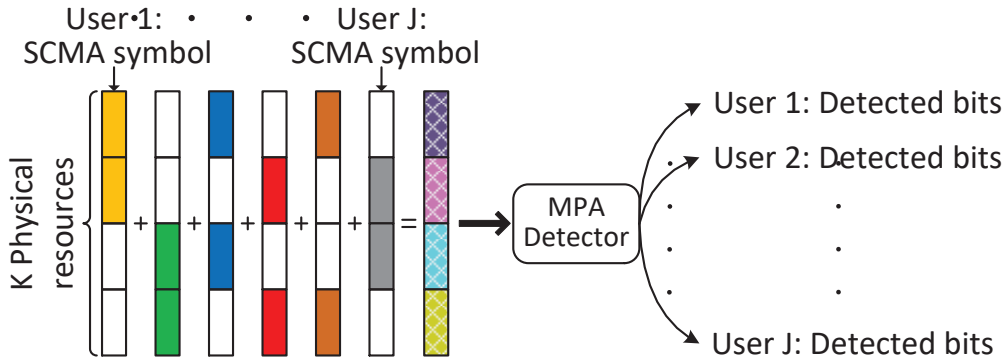 User 1: · · · User J:
SCMA symbol SCMA symbol
K Physical
resources
+ + + + + =
MPA
Detector
User 1: Detected bits
User 2: Detected bits
User J: Detected bits